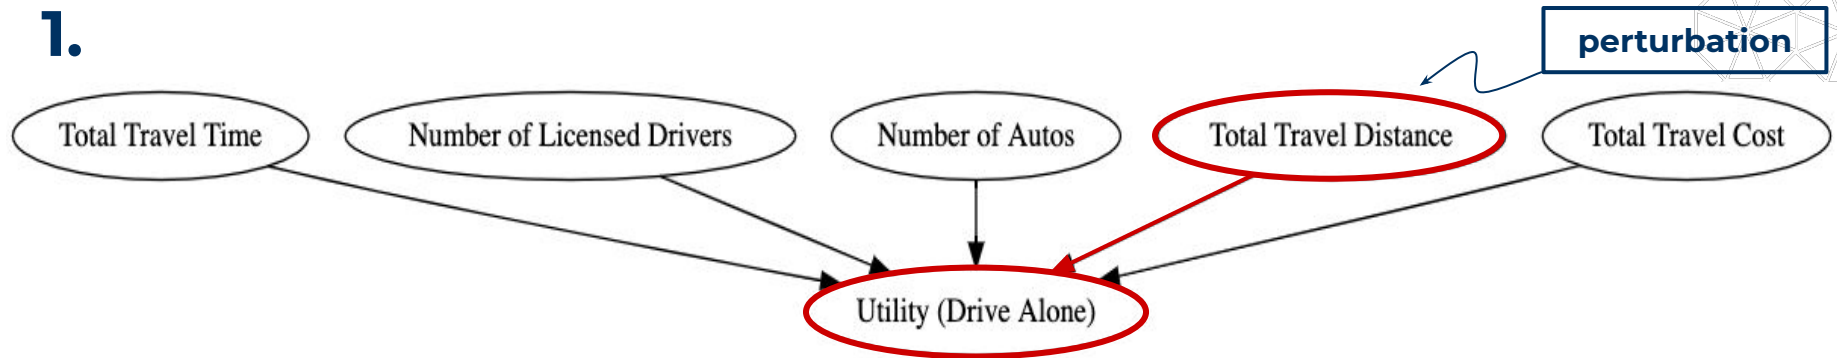 1.
perturbation
Total Travel Time
Number of Licensed Drivers
Number of Autos
Total Travel Distance
Total Travel Cost
Utility (Drive Alone)